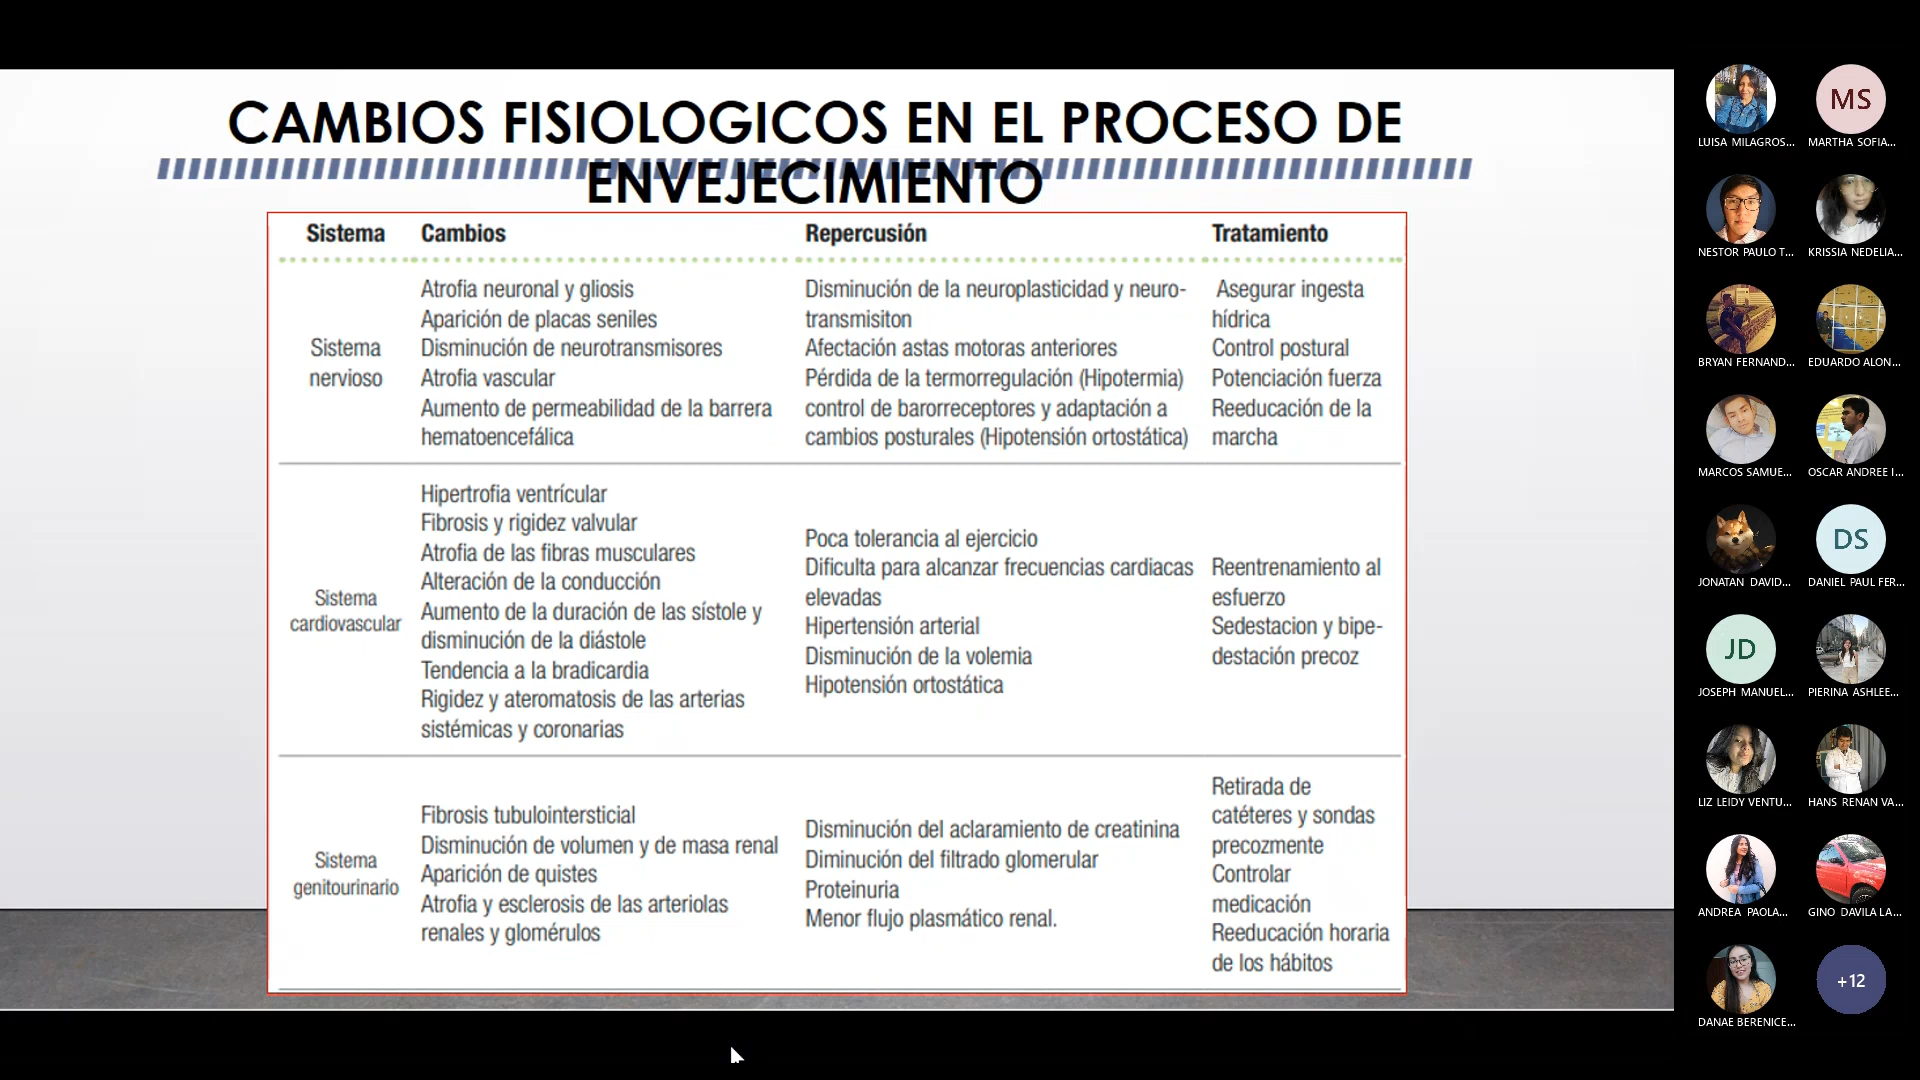 CAMBIOS FISIOLOGICOS EN EL PROCESO DE
ENVEJECIMIENTO
Sistema Cambios Repercusión Tratamiento
Sistema
nervioso
Atrofia neuronal y gliosis
Aparición de placas seniles
Disminución de neurotransmisores
Atrofia vascular
Aumento de permeabilidad de la barrera
hematoencefálica
Disminución de la neuroplasticidad y neuro-
transmisiton
Afectación astas motoras anteriores
Pérdida de la termorregulación (Hipotermia)
control de barorreceptores y adaptación a
cambios posturales (Hipotensión ortostática)
Asegurar ingesta
hídrica
Control postural
Potenciación fuerza
Reeducación de la
marcha
Sistema
cardiovascular
Hipertrofia ventrícular
Fibrosis y rigidez valvular
Atrofia de las fibras musculares
Alteración de la conducción
Aumento de la duración de las sístole y
disminución de la diástole
Tendencia a la bradicardia
Rigidez y ateromatosis de las arterias
sistémicas y coronarias
Poca tolerancia al ejercicio
Dificulta para alcanzar frecuencias cardiacas
elevadas
Hipertensión arterial
Disminución de la volemia
Hipotensión ortostática
Reentrenamiento al
esfuerzo
Sedestacion y bipe-
destación precoz
Sistema
genitourinario
Fibrosis tubulointersticial
Disminución de volumen y de masa renal
Aparición de quistes
Atrofia y esclerosis de las arteriolas
renales y glomérulos
Disminución del aclaramiento de creatinina
Diminución del filtrado glomerular
Proteinuria
Menor flujo plasmático renal.
Retirada de
catéteres y sondas
precozmente
Controlar
medicación
Reeducación horaria
de los hábitos
LUISA MILAGROS...
MS
MARTHA SOFIA...
NESTOR PAULO T...
KRISSIA NEDELIA...
BRYAN FERNAND...
EDUARDO ALON...
MARCOS SAMUE...
OSCAR ANDREE I...
JONATAN DAVID...
DS
DANIEL PAUL FER...
JD
JOSEPH MANUEL...
PIERINA ASHLEE...
LIZ LEIDY VENTU...
HANS RENAN VA...
ANDREA PAOLA...
GINO DAVILA LA...
DANAE BERENICE...
+12